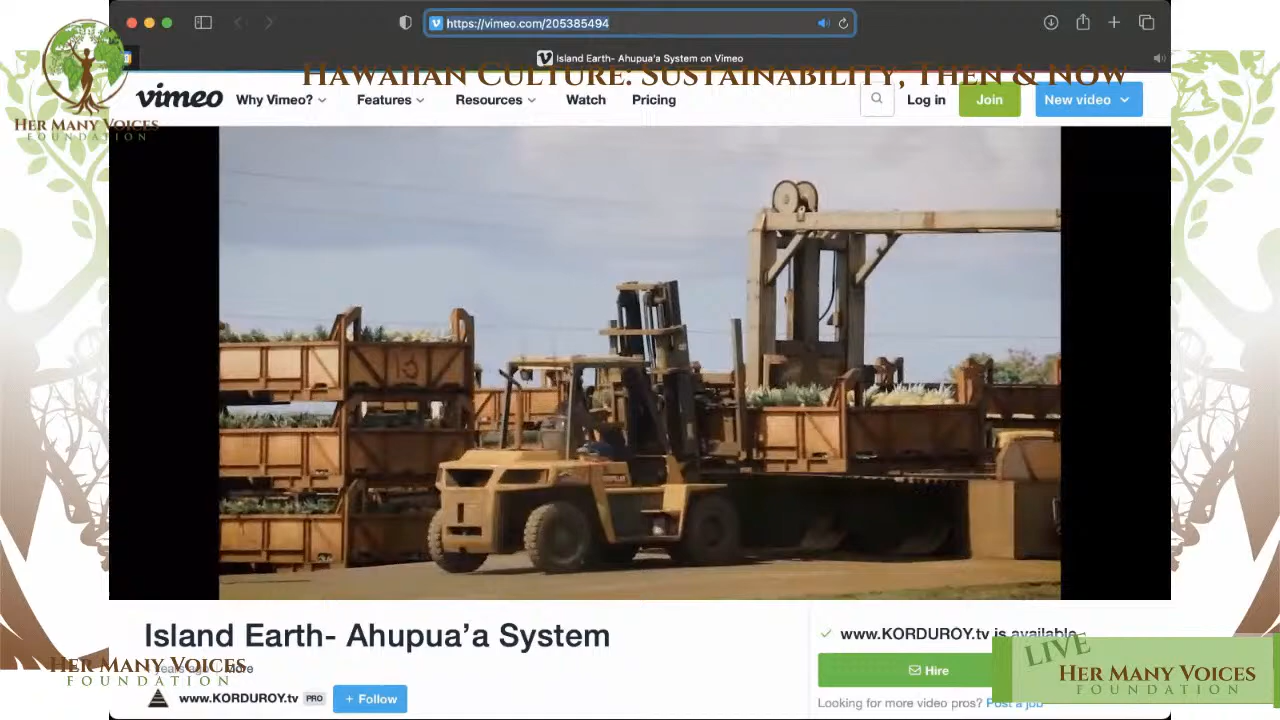 https://vimeo.com/205385494
Island Earth- Ahupua'a System on Vimeo
Hawaiian Culture: Sustainability, Then & Now
HER MANY VOICES
FOUNDATION
vimeo
Why Vimeo?
Features
Resources
Watch
Pricing
Log in
Join
New video
Island Earth- Ahupua’a System
More
HER MANY VOICES
FOUNDATION
www.KORDUROY.tv PRO
+ Follow
www.KORDUROY.tv is available
Hire
Looking for more video pros? Post a job
LIVE
HER MANY VOICES
FOUNDATION